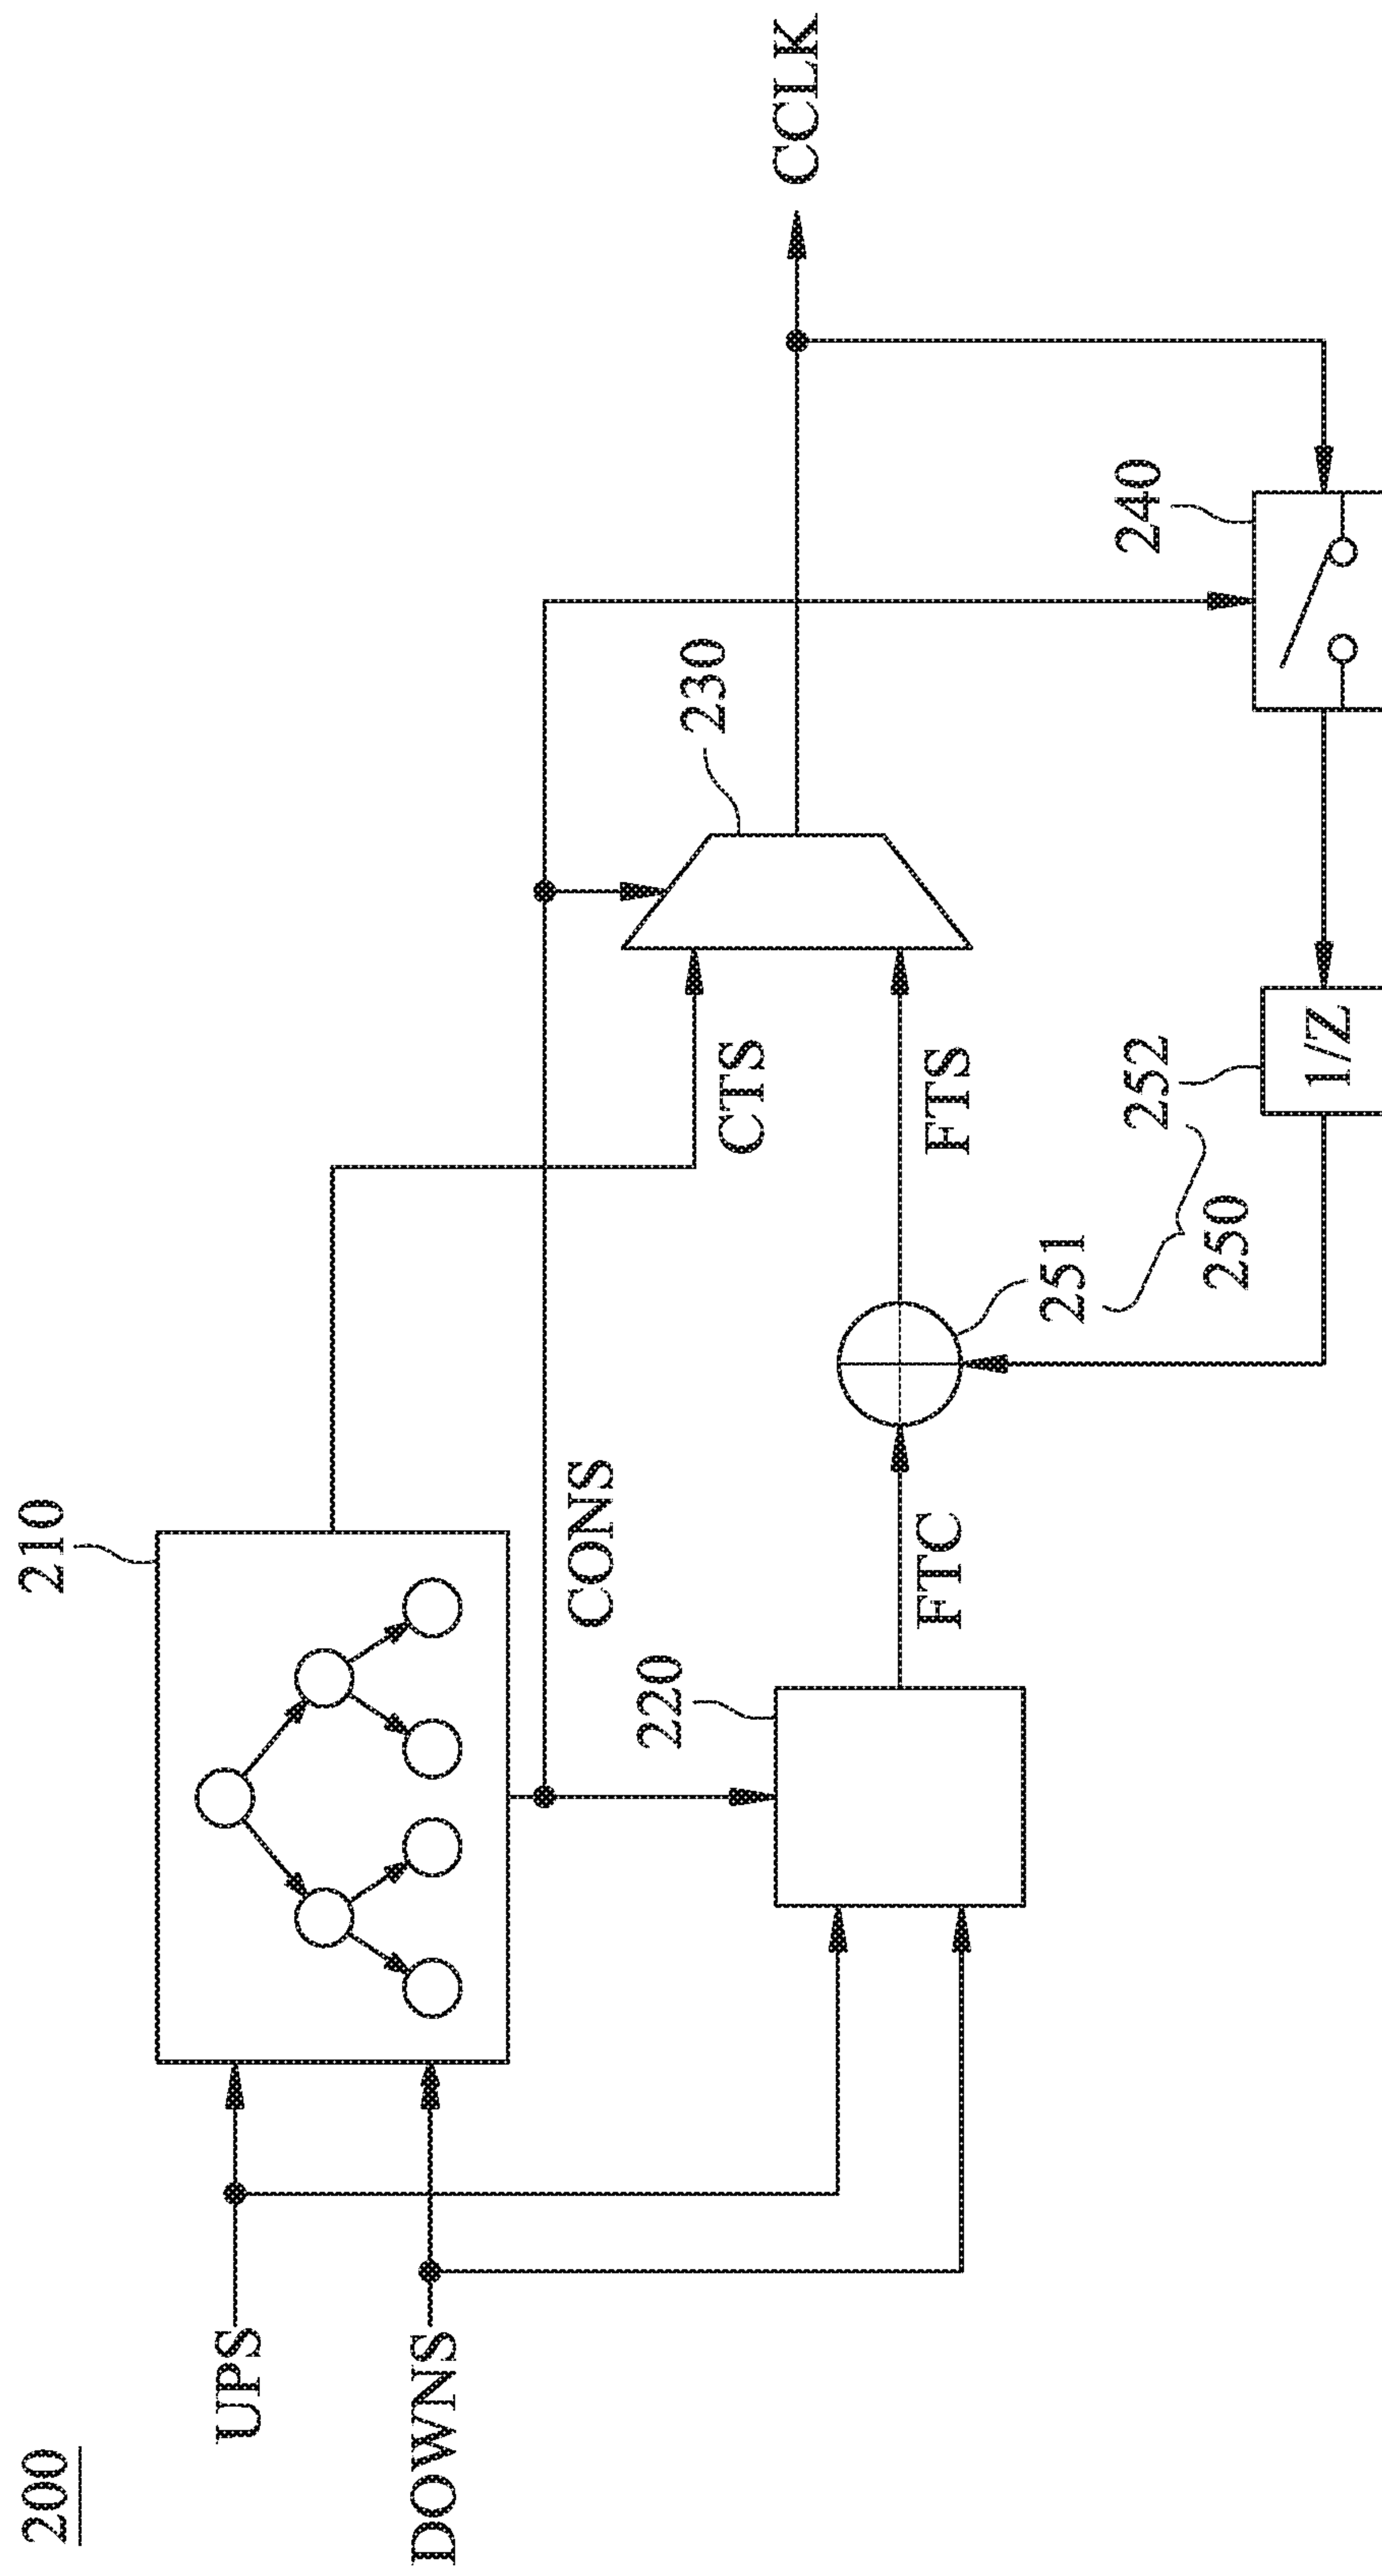 200
UPS
DOWNS
210
CONS
220
FTC
CTS
FTS
230
251
252
250
1/Z
240
CCLK